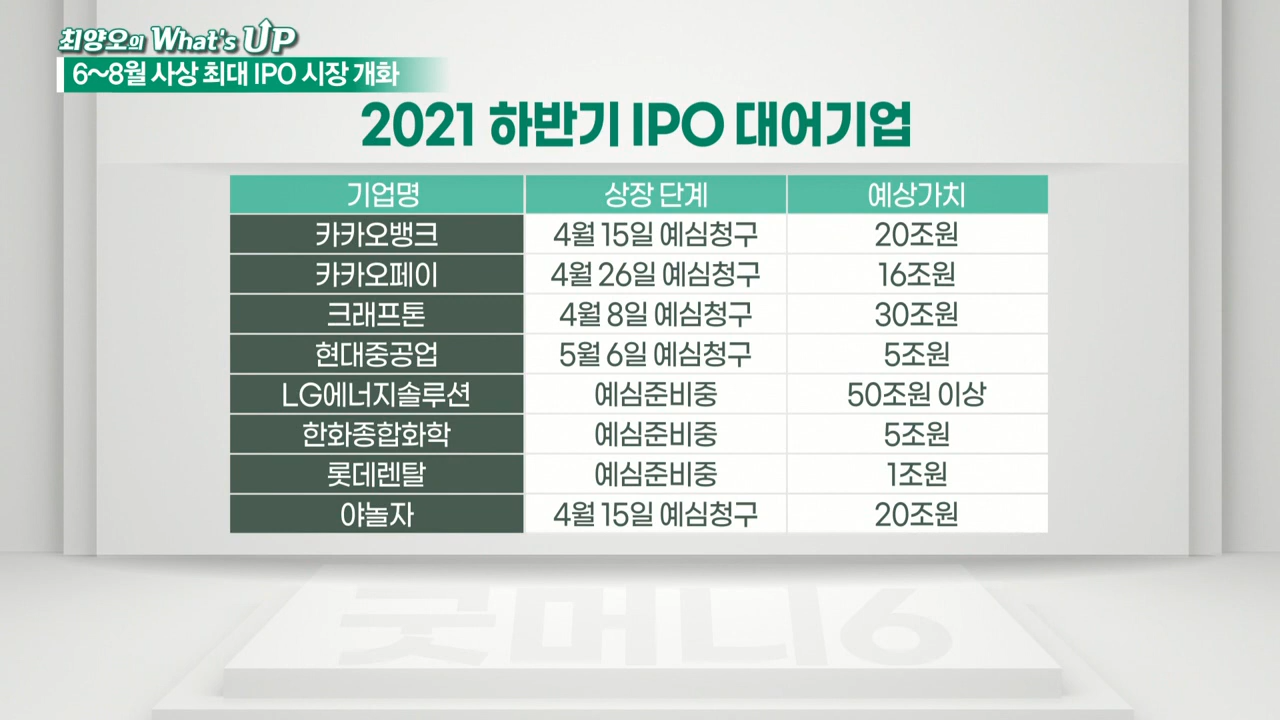 최양오의 What's UP
6~8월 사상 최대 IPO 시장 개화
2021 하반기 IPO 대어기업
기업명 상장 단계 예상가치
카카오뱅크 4월 15일 예심청구 20조원
카카오페이 4월 26일 예심청구 16조원
크래프톤 4월 8일 예심청구 30조원
현대중공업 5월 6일 예심청구 5조원
LG에너지솔루션 예심준비중 50조원 이상
한화종합화학 예심준비중 5조원
롯데렌탈 예심준비중 1조원
야놀자 4월 15일 예심청구 20조원
굿머니6